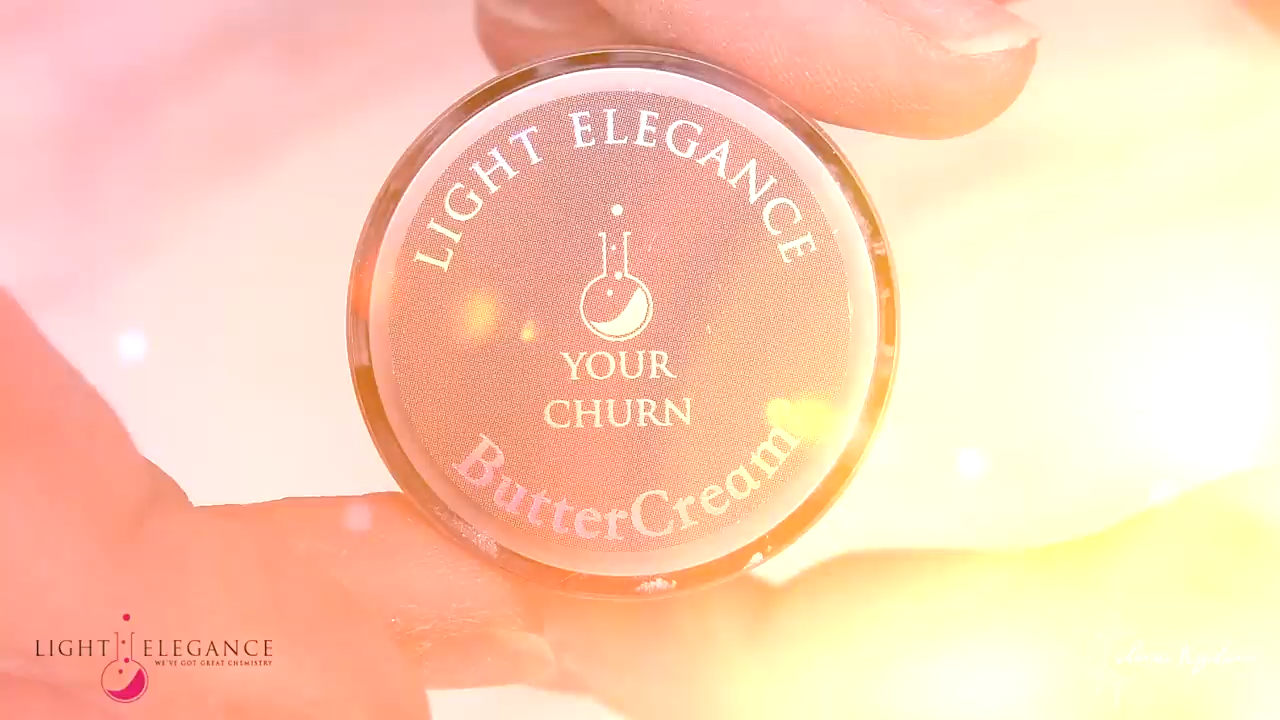 LIGHT ELEGANCE
YOUR
CHURN
ButterCream
LIGHT ELEGANCE
WE'VE GOT GREAT CHEMISTRY